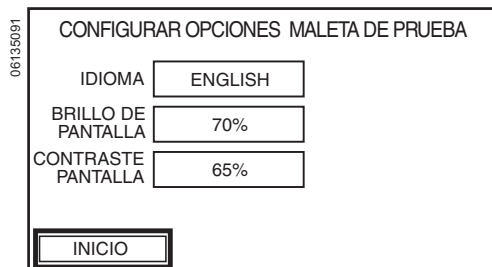 06135091
CONFIGURAR OPCIONES MALETA DE PRUEBA
IDIOMA ENGLISH
BRILLO DE
PANTALLA 70%
CONTRASTE
PANTALLA 65%
INICIO